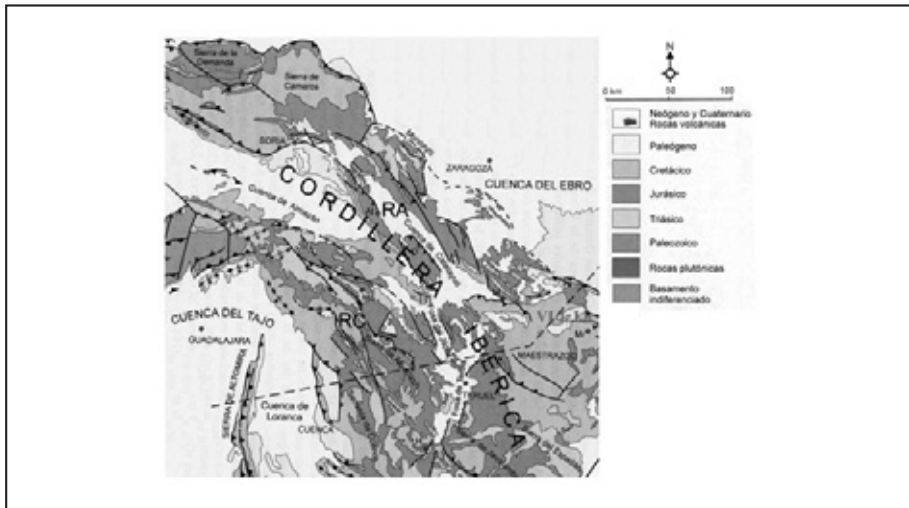 Sierra de la
Demanda
Sierra de
Cameros
SORIA
ZARAGOZA
CUENCA DEL EBRO
CORDILLERA
IBERICA
RA
RC
Cuenca de Almazán
CUENCA DEL TAJO
GUADALAJARA
SIERRA DE ALTOMIRA
Cuenca de
Loranca
CUENCA
MAESTRAZGO
N
0 km 50 100
Neógeno y Cuaternario
Rocas volcánicas
Paleógeno
Cretácico
Jurásico
Triásico
Paleozoico
Rocas plutónicas
Basamento
indiferenciado